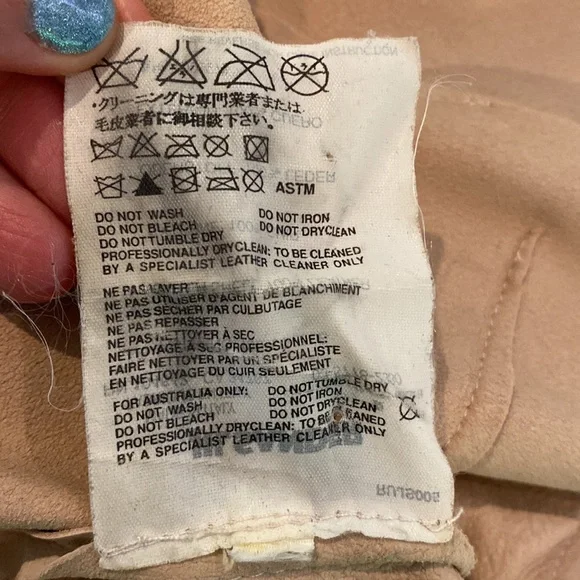 ・クリーニングは専門業者または
毛皮業者に御相談下さい。
ASTM
DO NOT WASH DO NOT IRON
DO NOT BLEACH DO NOT DRYCLEAN
DO NOT TUMBLE DRY
PROFESSIONALLY DRYCLEAN: TO BE CLEANED
BY A SPECIALIST LEATHER CLEANER ONLY
NE PAS LAVER
NE PAS UTILISER D'AGENT DE BLANCHIMENT
NE PAS SÉCHER PAR CULBUTAGE
NE PAS REPASSER
NE PAS NETTOYER À SEC
NETTOYAGE À SEC PROFESSIONNEL:
FAIRE NETTOYER PAR UN SPÉCIALISTE
EN NETTOYAGE DU CUIR SEULEMENT
FOR AUSTRALIA ONLY: DO NOT TUMBLE DRY
DO NOT WASH DO NOT IRON
DO NOT BLEACH DO NOT DRYCLEAN
PROFESSIONALLY DRYCLEAN: TO BE CLEANED
BY A SPECIALIST LEATHER CLEANER ONLY